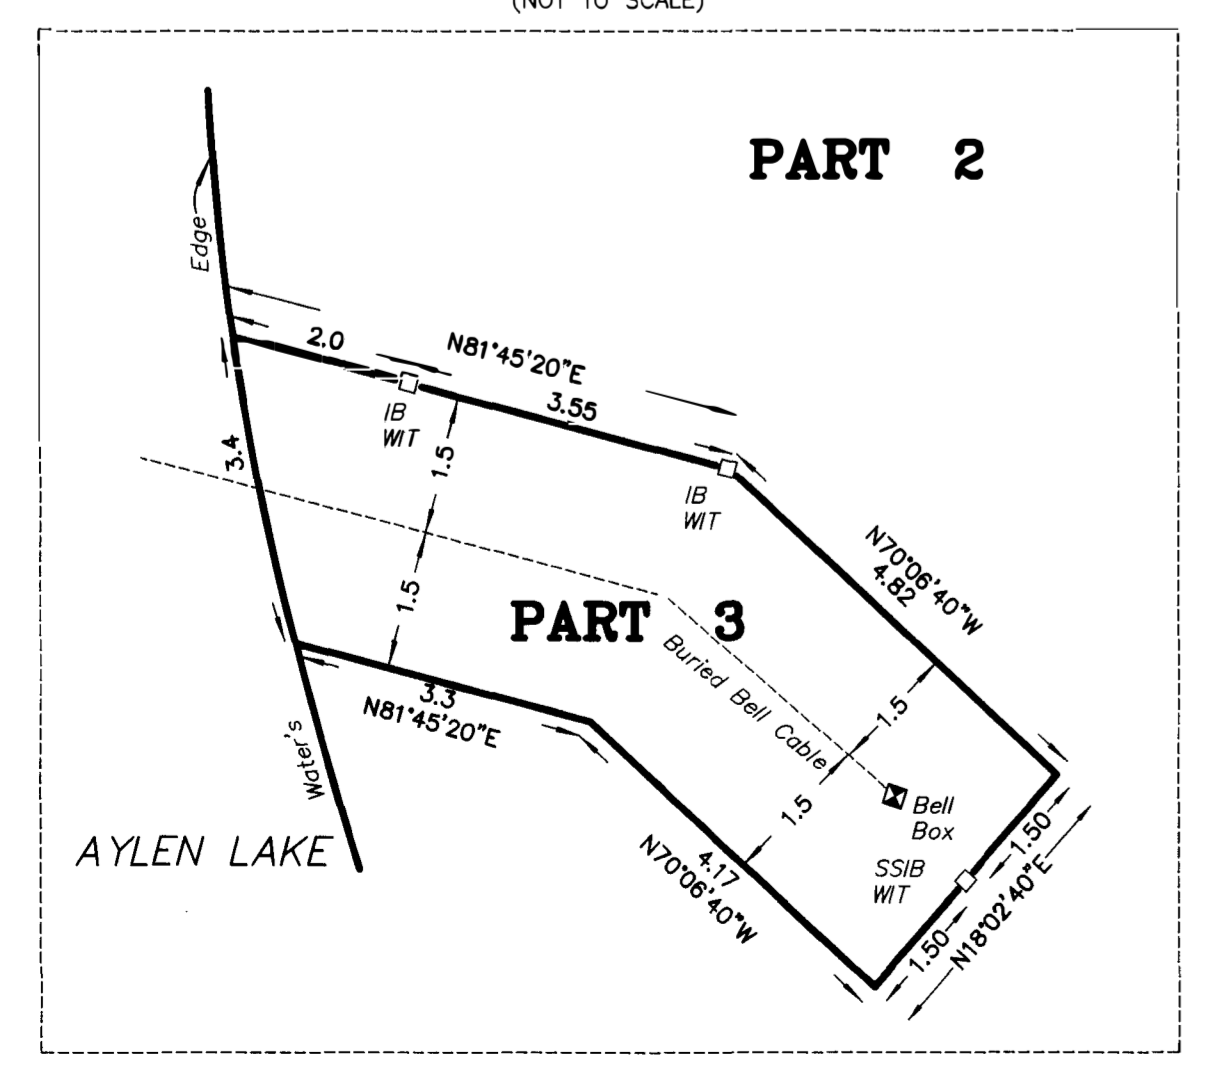 (NOT TO SCALE)
PART 2
Edge
2.0
N81°45'20"E
3.55
IB
WIT
3.4
1.5
IB
WIT
N70°06'40"W
4.82
1.5
PART 3
Buried Bell Cable
3.3
N81°45'20"E
1.5
Water's
1.5
Bell
Box
AYLEN LAKE
4.17
N70°06'40"W
SSIB
WIT
1.50
N18°02'40"E
1.50